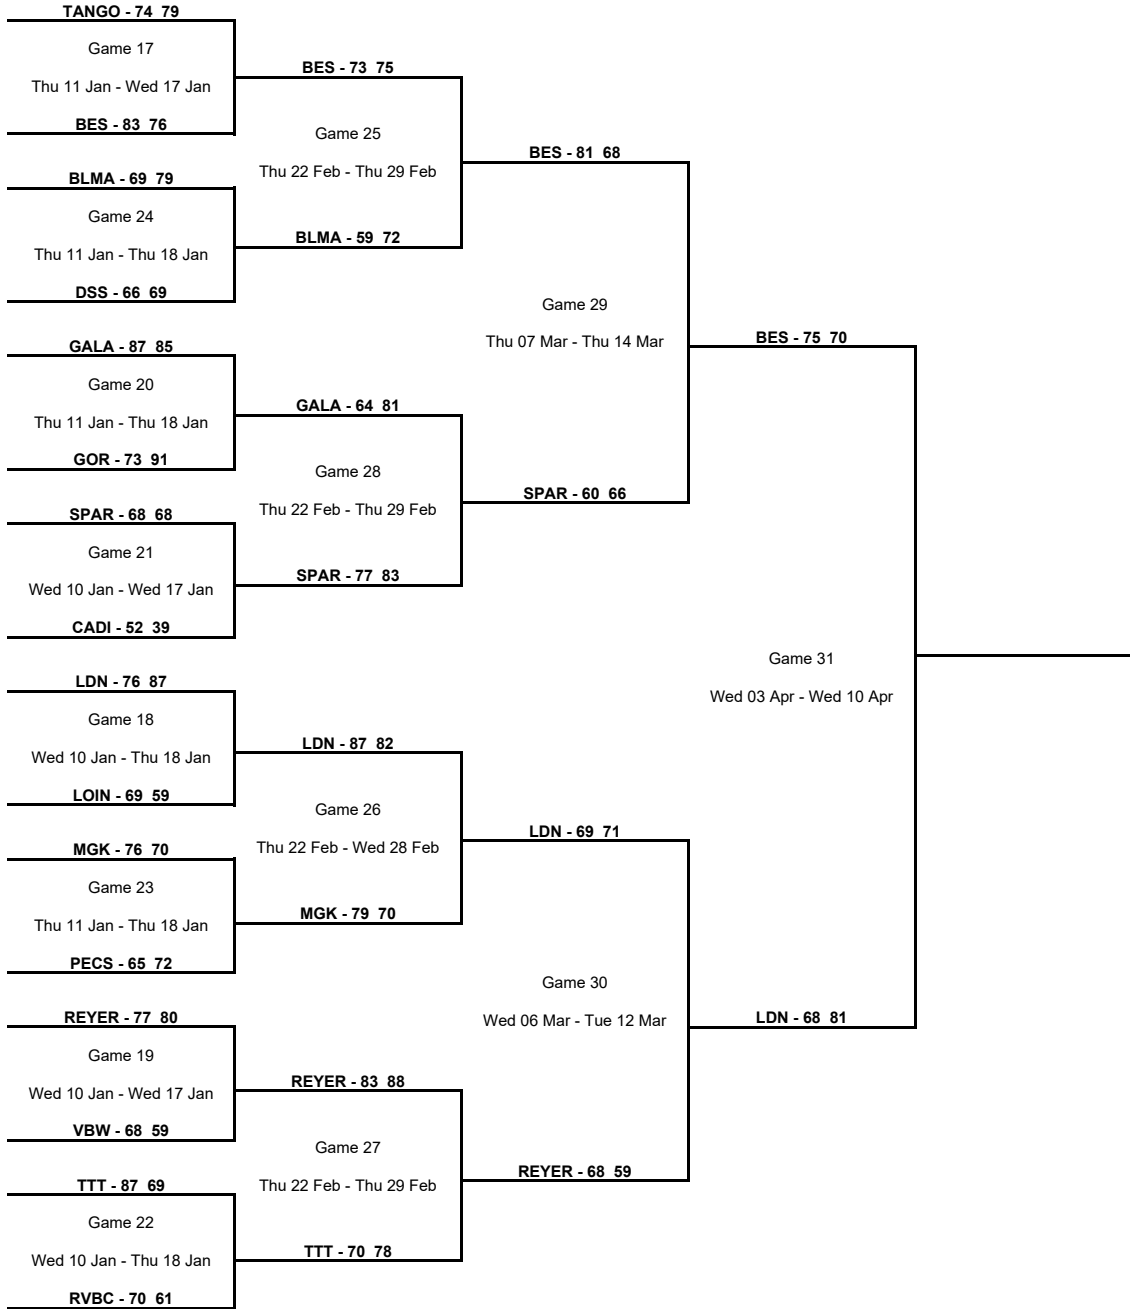 TANGO - 74 79
Game 17
Thu 11 Jan - Wed 17 Jan
BES - 83 76
BLMA - 69 79
Game 24
Thu 11 Jan - Thu 18 Jan
DSS - 66 69
GALA - 87 85
Game 20
Thu 11 Jan - Thu 18 Jan
GOR - 73 91
SPAR - 68 68
Game 21
Wed 10 Jan - Wed 17 Jan
CADI - 52 39
LDN - 76 87
Game 18
Wed 10 Jan - Thu 18 Jan
LOIN - 69 59
MGK - 76 70
Game 23
Thu 11 Jan - Thu 18 Jan
PECS - 65 72
REYER - 77 80
Game 19
Wed 10 Jan - Wed 17 Jan
VBW - 68 59
TTT - 87 69
Game 22
Wed 10 Jan - Thu 18 Jan
RVBC - 70 61
BES - 73 75
Game 25
Thu 22 Feb - Thu 29 Feb
BLMA - 59 72
GALA - 64 81
Game 28
Thu 22 Feb - Thu 29 Feb
SPAR - 77 83
LDN - 87 82
Game 26
Thu 22 Feb - Wed 28 Feb
MGK - 79 70
REYER - 83 88
Game 27
Thu 22 Feb - Thu 29 Feb
TTT - 70 78
BES - 81 68
Game 29
Thu 07 Mar - Thu 14 Mar
SPAR - 60 66
LDN - 69 71
Game 30
Wed 06 Mar - Tue 12 Mar
REYER - 68 59
BES - 75 70
Game 31
Wed 03 Apr - Wed 10 Apr
LDN - 68 81